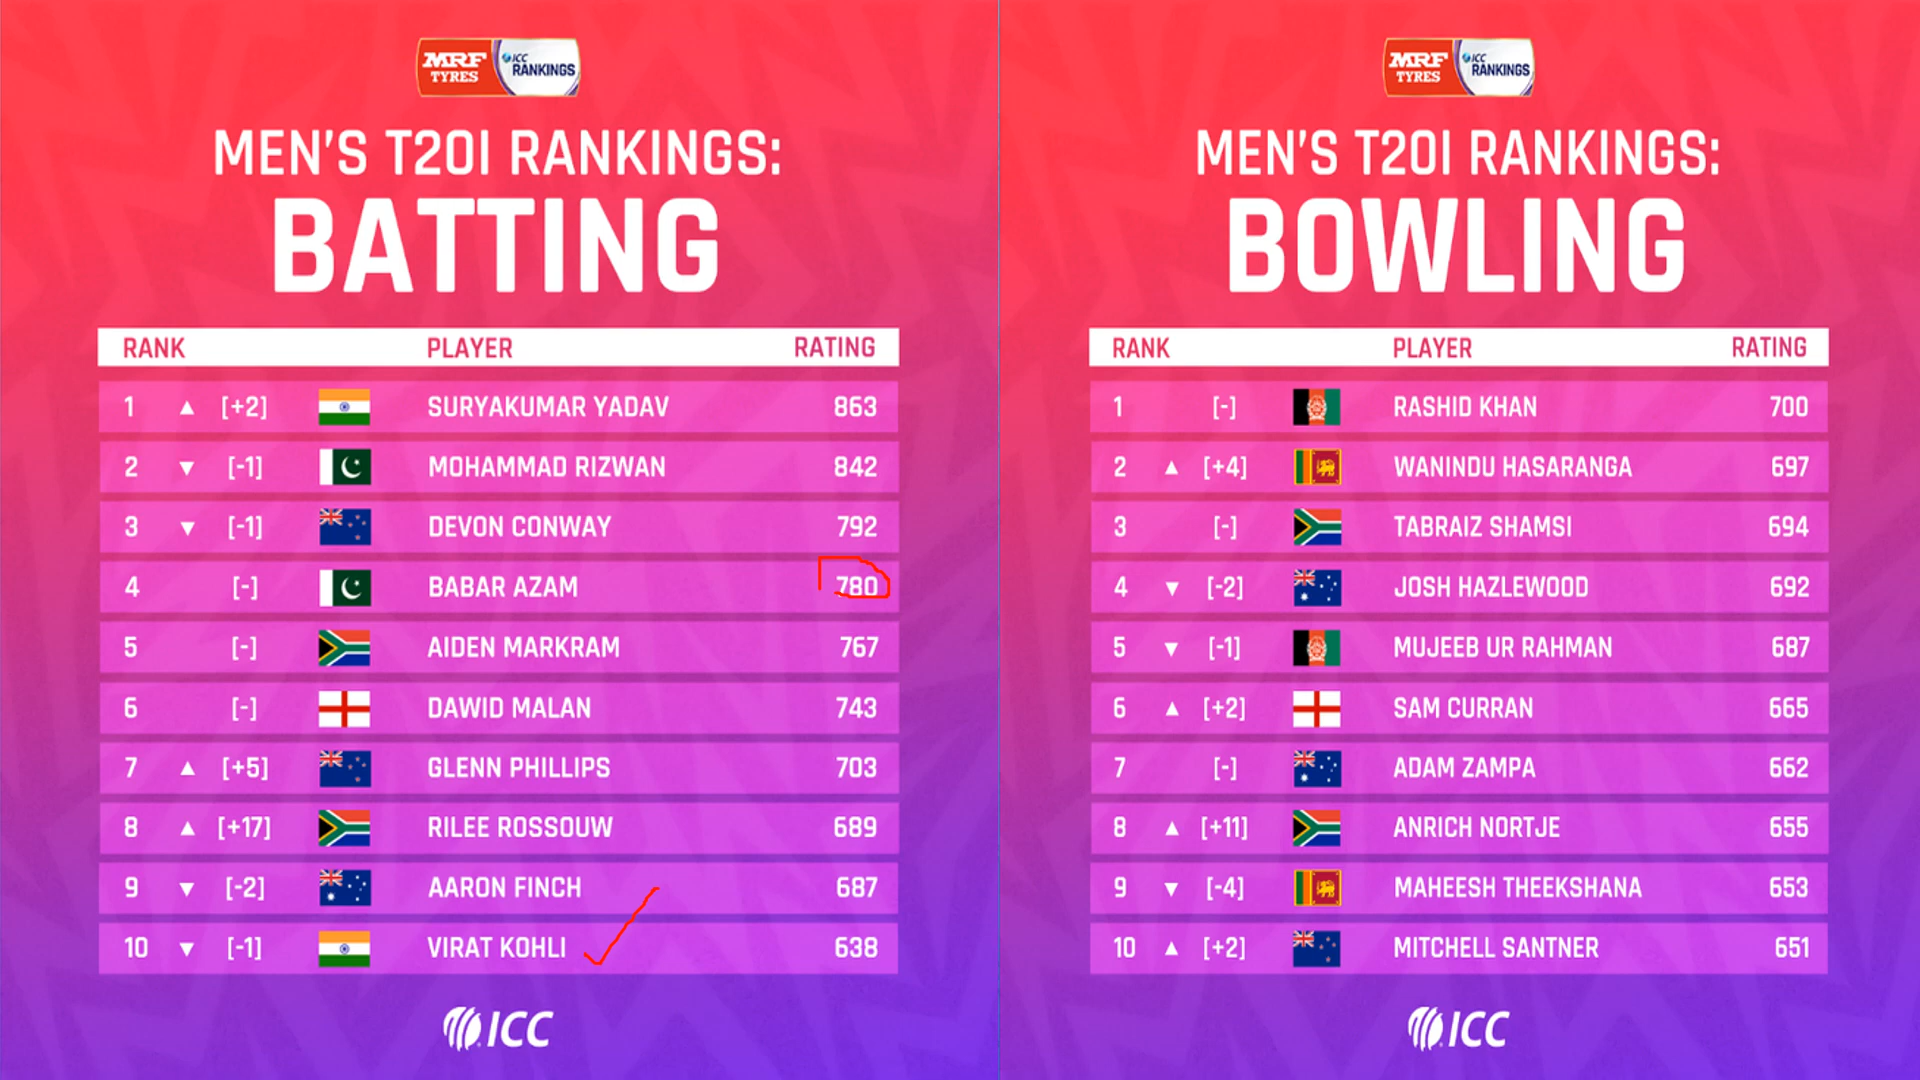 MRF TYRES ICC RANKINGS
MEN'S T20I RANKINGS:
BATTING
RANK PLAYER RATING
1 ▲ [+2] SURYAKUMAR YADAV 863
2 ▼ [-1] MOHAMMAD RIZWAN 842
3 ▼ [-1] DEVON CONWAY 792
4 [-] BABAR AZAM 780
5 [-] AIDEN MARKRAM 767
6 [-] DAWID MALAN 743
7 ▲ [+5] GLENN PHILLIPS 703
8 ▲ [+17] RILEE ROSSOUW 689
9 ▼ [-2] AARON FINCH 687
10 ▼ [-1] VIRAT KOHLI 638
ICC
MRF TYRES ICC RANKINGS
MEN'S T20I RANKINGS:
BOWLING
RANK PLAYER RATING
1 [-] RASHID KHAN 700
2 ▲ [+4] WANINDU HASARANGA 697
3 [-] TABRAIZ SHAMSI 694
4 ▼ [-2] JOSH HAZLEWOOD 692
5 ▼ [-1] MUJEEB UR RAHMAN 687
6 ▲ [+2] SAM CURRAN 665
7 [-] ADAM ZAMPA 662
8 ▲ [+11] ANRICH NORTJE 655
9 ▼ [-4] MAHEESH THEEKSHANA 653
10 ▲ [+2] MITCHELL SANTNER 651
ICC